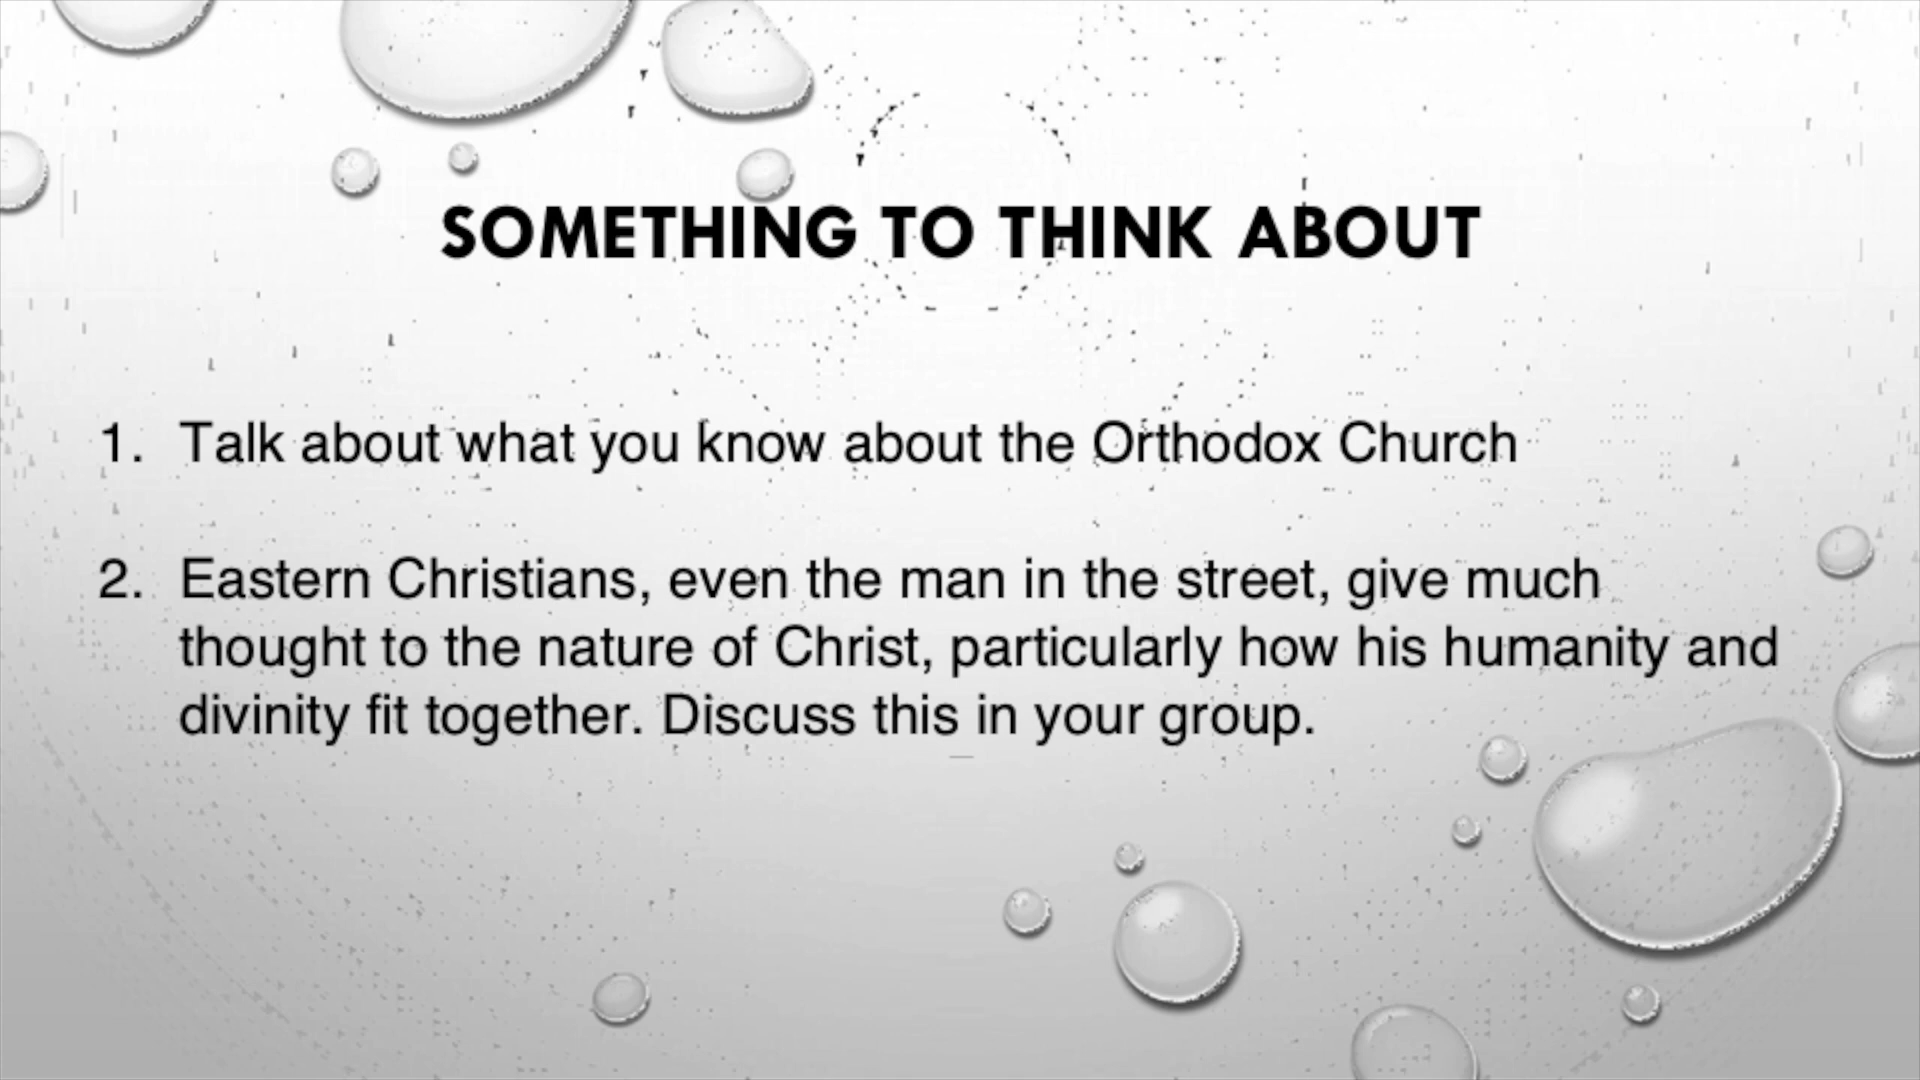 SOMETHING TO THINK ABOUT
1. Talk about what you know about the Orthodox Church
2. Eastern Christians, even the man in the street, give much
thought to the nature of Christ, particularly how his humanity and
divinity fit together. Discuss this in your group.